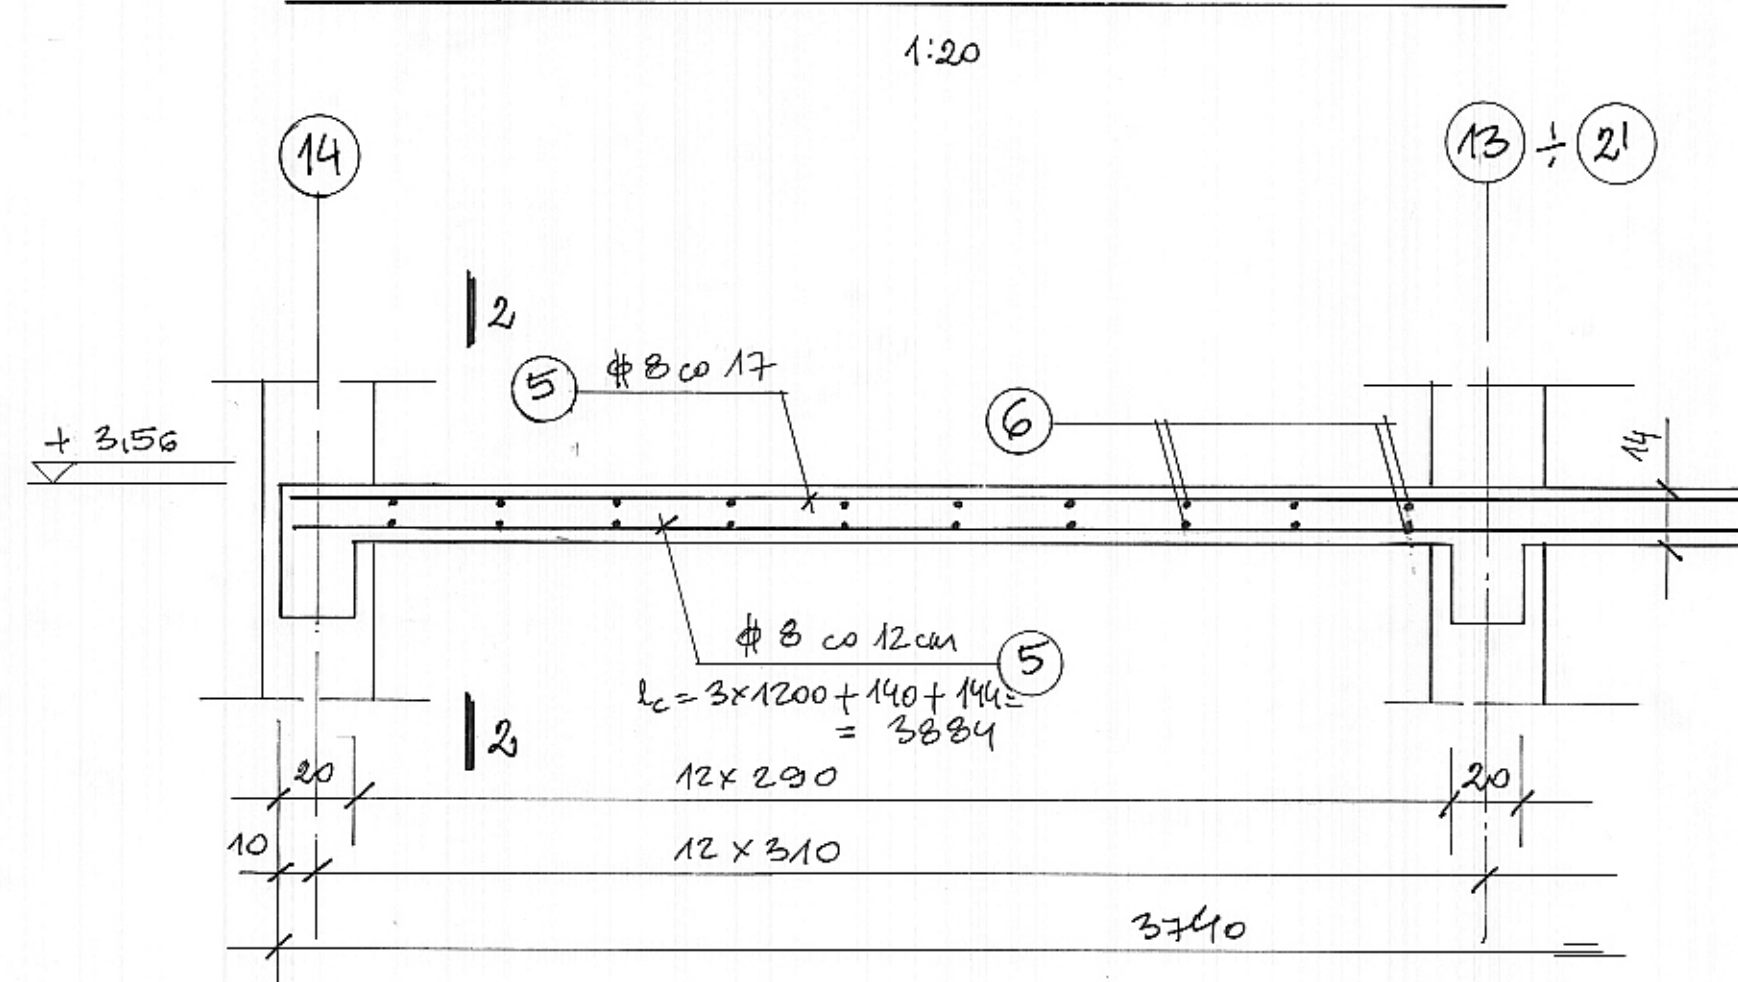 1:20
14
13 ÷ 2'
2
5 ϕ 8 co 17
6
+ 3,56
14
ϕ 8 co 12cm 5
lc = 3×1200 + 140 + 144 =
= 3884
2
20
12 × 290
20
10
12 × 310
3740